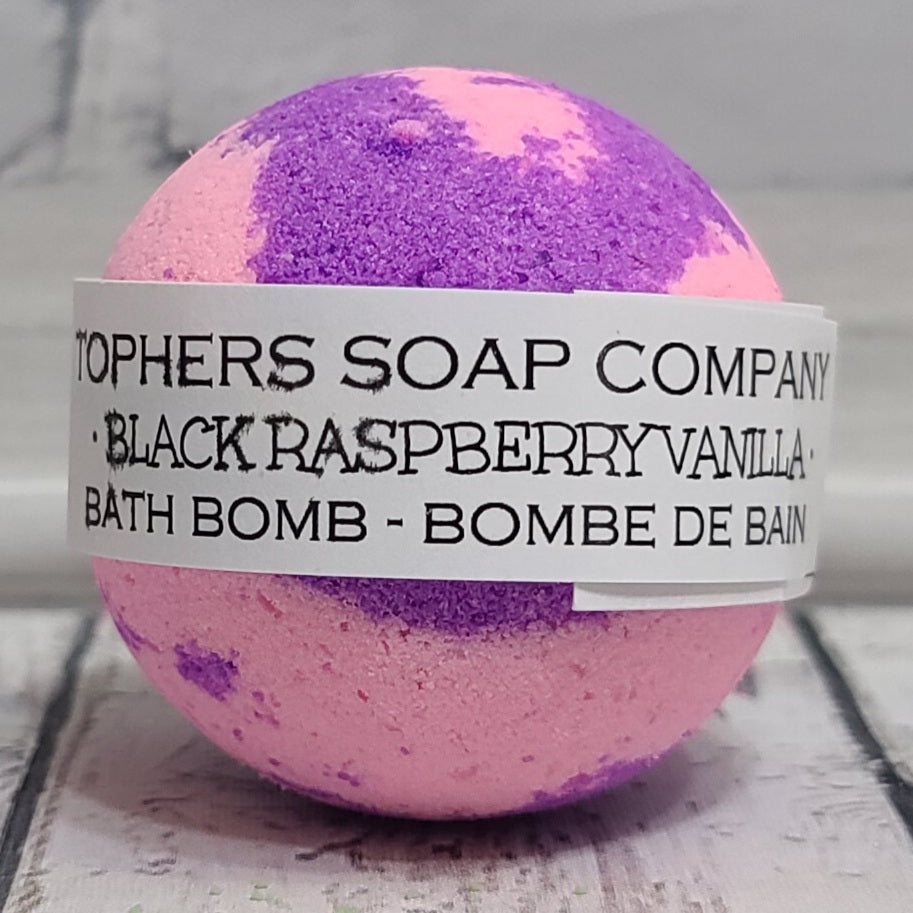 TOPHERS SOAP COMPANY
·BLACK RASPBERRY VANILLA·
BATH BOMB - BOMBE DE BAIN